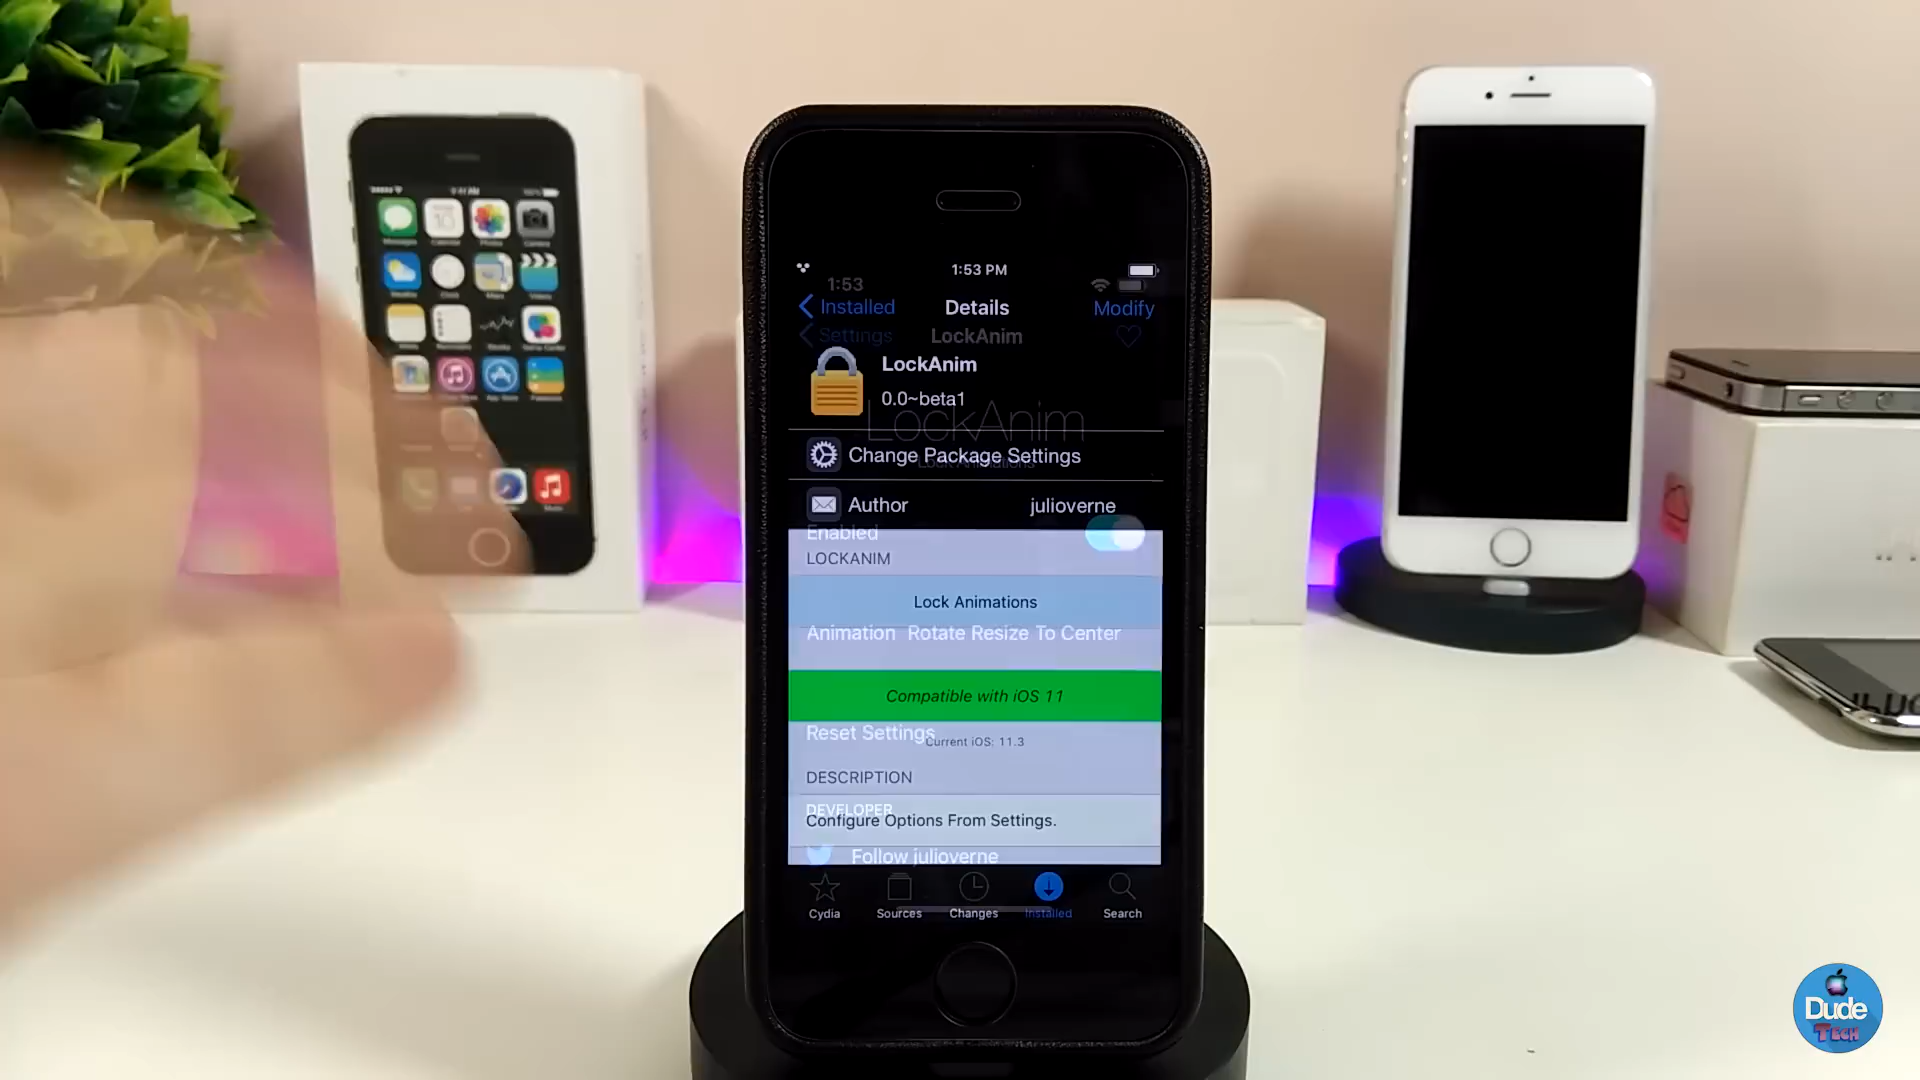 1:53 PM
1:53
Installed
Details
Modify
Settings
LockAnim
LockAnim
0.0~beta1
LockAnim
Change Package Settings
Author
julioverne
Enabled
LOCKANIM
Lock Animations
Animation Rotate Resize To Center
Compatible with iOS 11
Reset Settings
Current iOS: 11.3
DESCRIPTION
DEVELOPER
Configure Options From Settings.
Follow julioverne
Cydia
Sources
Changes
Installed
Search
Dude
TECH